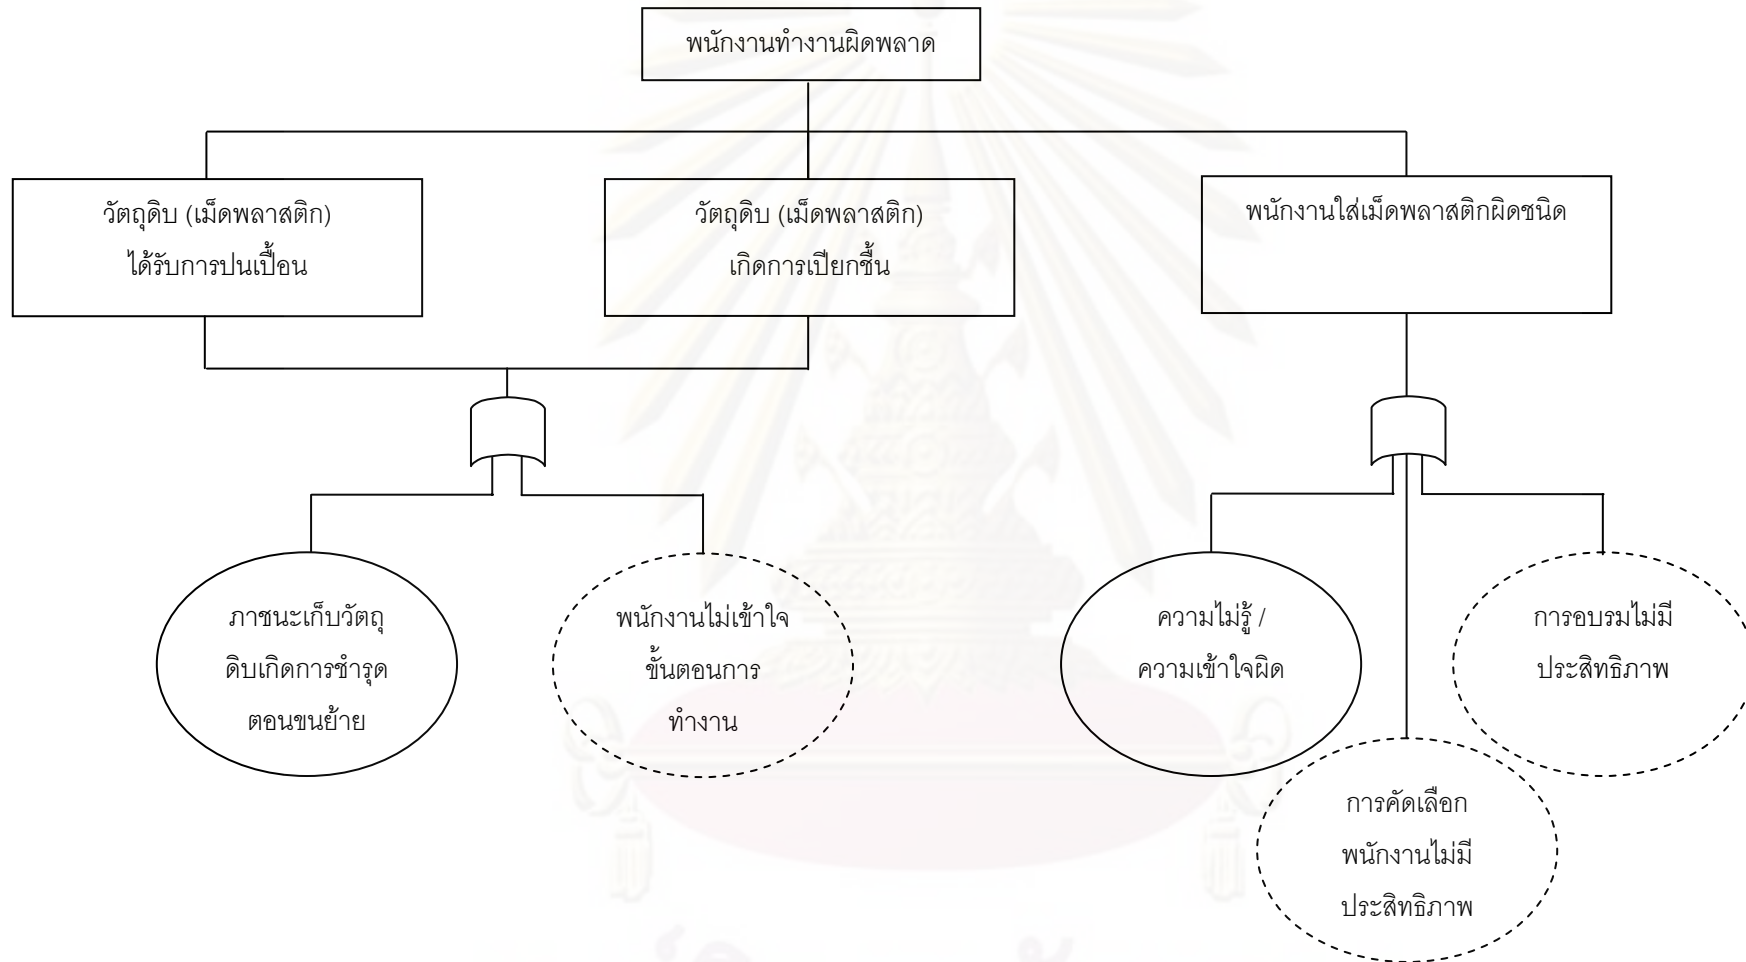 พนักงานทำงานผิดพลาด
วัตถุดิบ (เม็ดพลาสติก)
ได้รับการปนเปื้อน
วัตถุดิบ (เม็ดพลาสติก)
เกิดการเปียกชื้น
พนักงานใส่เม็ดพลาสติกผิดชนิด
ภาชนะเก็บวัตถุ
ดิบเกิดการชำรุด
ตอนขนย้าย
พนักงานไม่เข้าใจ
ขั้นตอนการ
ทำงาน
ความไม่รู้ /
ความเข้าใจผิด
การอบรมไม่มี
ประสิทธิภาพ
การคัดเลือก
พนักงานไม่มี
ประสิทธิภาพ